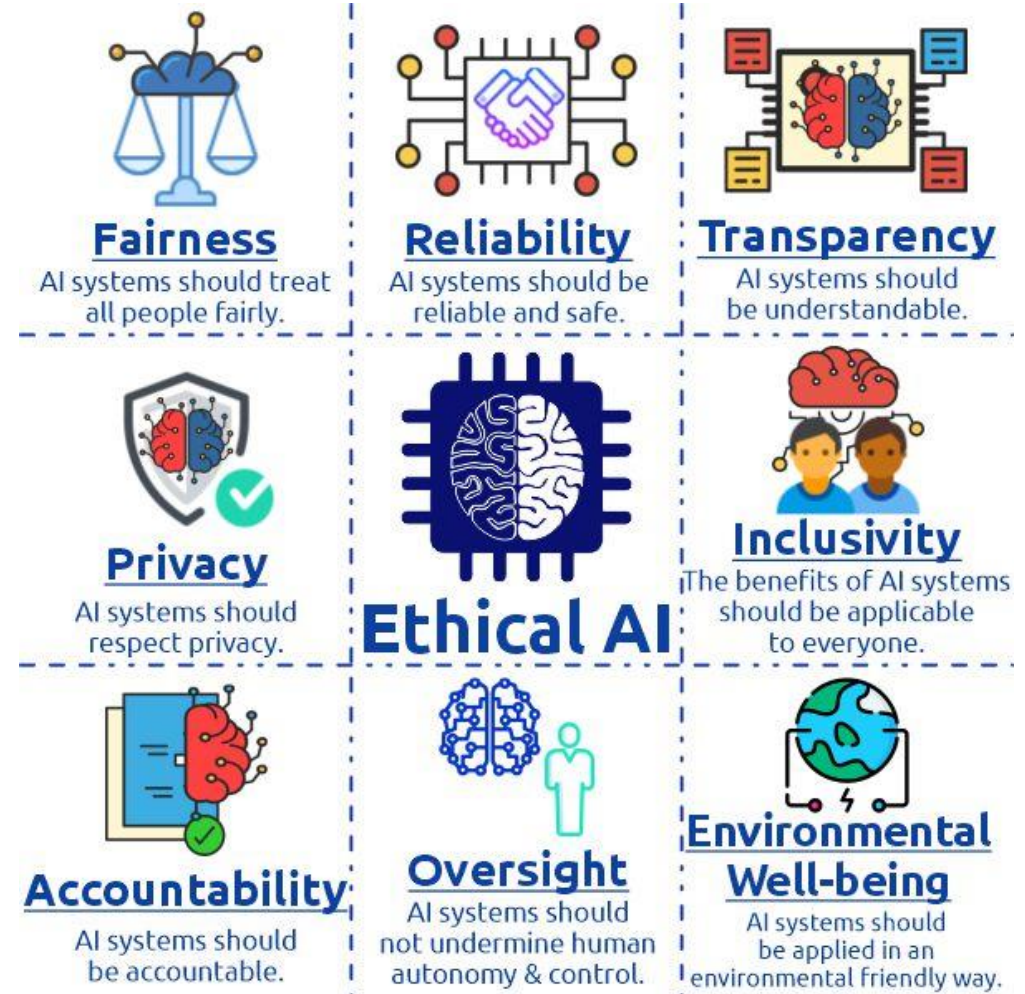 Fairness
AI systems should treat
all people fairly.
Reliability
AI systems should be
reliable and safe.
Transparency
AI systems should
be understandable.
Privacy
AI systems should
respect privacy.
Ethical AI
Inclusivity
The benefits of AI systems
should be applicable
to everyone.
Accountability
AI systems should
be accountable.
Oversight
AI systems should
not undermine human
autonomy & control.
Environmental
Well-being
AI systems should
be applied in an
environmental friendly way.